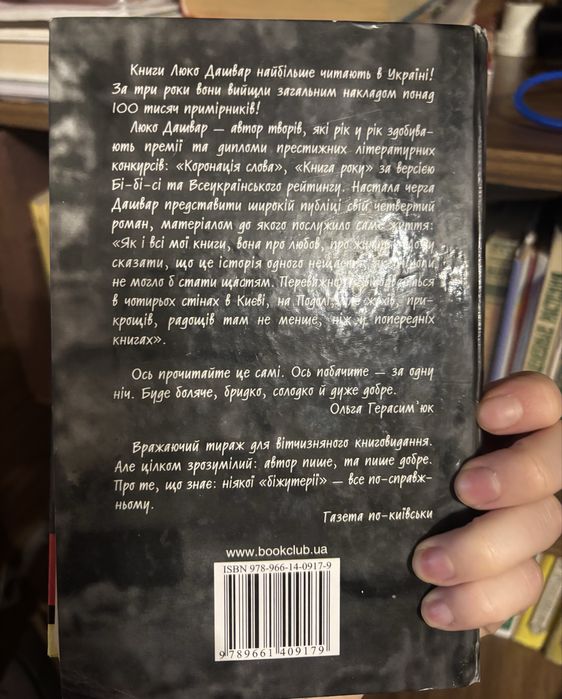 Книги Люко Дашвар найбільше читають в Україні!
За три роки вони вийшли загальним накладом понад
100 тисяч примірників!
Люко Дашвар — автор творів, які рік у рік здобува-
ють премії та дипломи престижних літературних
конкурсів: «Коронація слова», «Книга року» за версією
Бі-бі-сі та Всеукраїнського рейтингу. Настала черга
Дашвар представити широкій публіці свій четвертий
роман, матеріалом до якого послужило саме життя:
«Як і всі мої книги, вона про любов, про
сказати, що це історія одного
не могло б стати щастям.
в чотирьох стінах в Києві, на Подолі, але при-
крощів, радощів там не менше, ніж у попередніх
книгах».
Ось прочитайте це самі. Ось побачите — за одну
ніч. Буде боляче, бридко, солодко й дуже добре.
Ольга Герасим'юк
Вражаючий тираж для вітчизняного книговидання.
Але цілком зрозумілий: автор пише, та пише добре.
Про те, що знає: ніякої «біжутерії» — все по-справж-
ньому.
Газета по-київськи
www.bookclub.ua
ISBN 978-966-14-0917-9
9 789661 409179